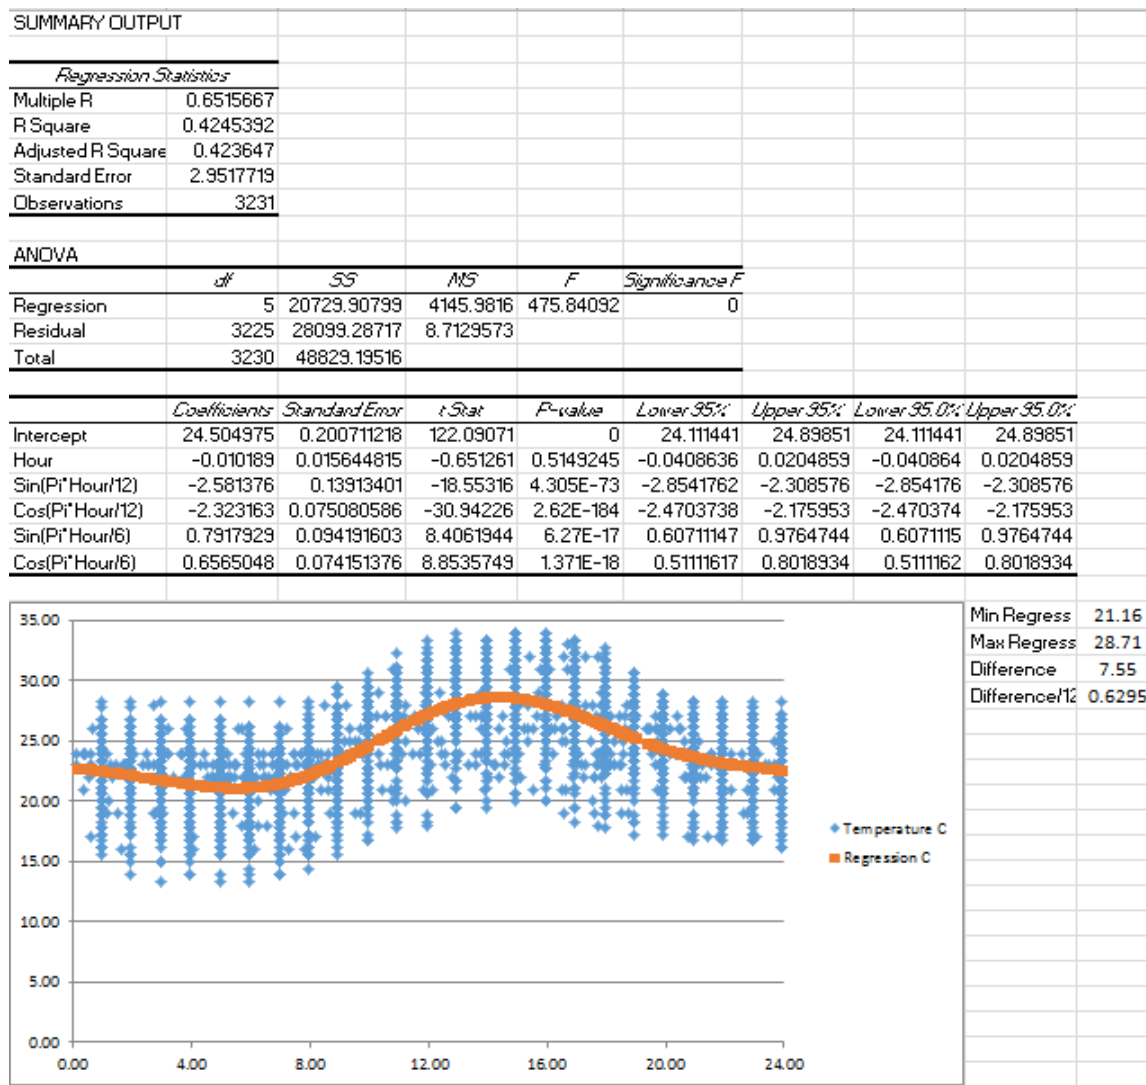 SUMMARY OUTPUT
Regression Statistics
Multiple R 0.6515667
R Square 0.4245392
Adjusted R Square 0.423647
Standard Error 2.9517719
Observations 3231
ANOVA
df SS MS F Significance F
Regression 5 20729.90799 4145.9816 475.84092 0
Residual 3225 28099.28717 8.7129573
Total 3230 48829.19516
Coefficients Standard Error t Stat P-value Lower 95% Upper 95% Lower 95.0% Upper 95.0%
Intercept 24.504975 0.200711218 122.09071 0 24.111441 24.89851 24.111441 24.89851
Hour -0.010189 0.015644815 -0.651261 0.5149245 -0.0408636 0.0204859 -0.040864 0.0204859
Sin(Pi*Hour/12) -2.581376 0.13913401 -18.55316 4.305E-73 -2.8541762 -2.308576 -2.854176 -2.308576
Cos(Pi*Hour/12) -2.323163 0.075080586 -30.94226 2.62E-184 -2.4703738 -2.175953 -2.470374 -2.175953
Sin(Pi*Hour/6) 0.7917929 0.094191603 8.4061944 6.27E-17 0.60711147 0.9764744 0.6071115 0.9764744
Cos(Pi*Hour/6) 0.6565048 0.074151376 8.8535749 1.371E-18 0.51111617 0.8018934 0.5111162 0.8018934
Min Regress 21.16
Max Regress 28.71
Difference 7.55
Difference/12 0.6295
35.00
30.00
25.00
20.00
15.00
10.00
5.00
0.00
0.00 4.00 8.00 12.00 16.00 20.00 24.00
Temperature C
Regression C